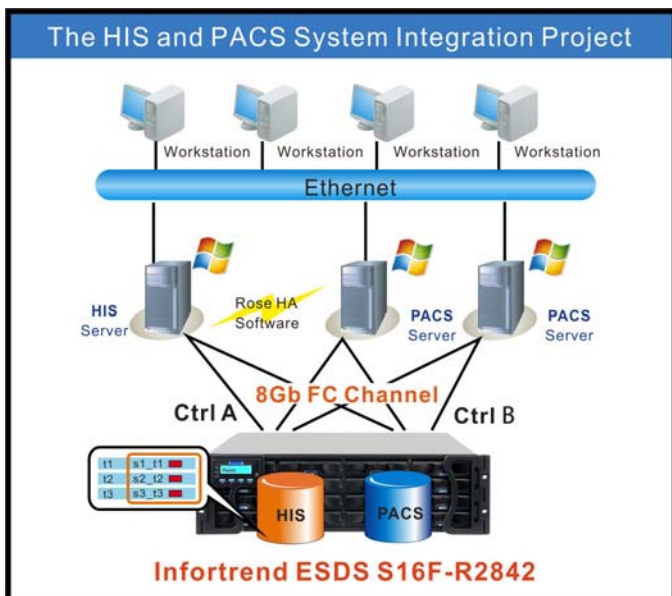 The HIS and PACS System Integration Project
Workstation
Workstation
Workstation
Workstation
Ethernet
HIS
Server
Rose HA
Software
PACS
Server
PACS
Server
8Gb FC Channel
Ctrl A
Ctrl B
t1 s1_t1
t2 s2_t2
t3 s3_t3
Ready
HIS
PACS
Infortrend ESDS S16F-R2842